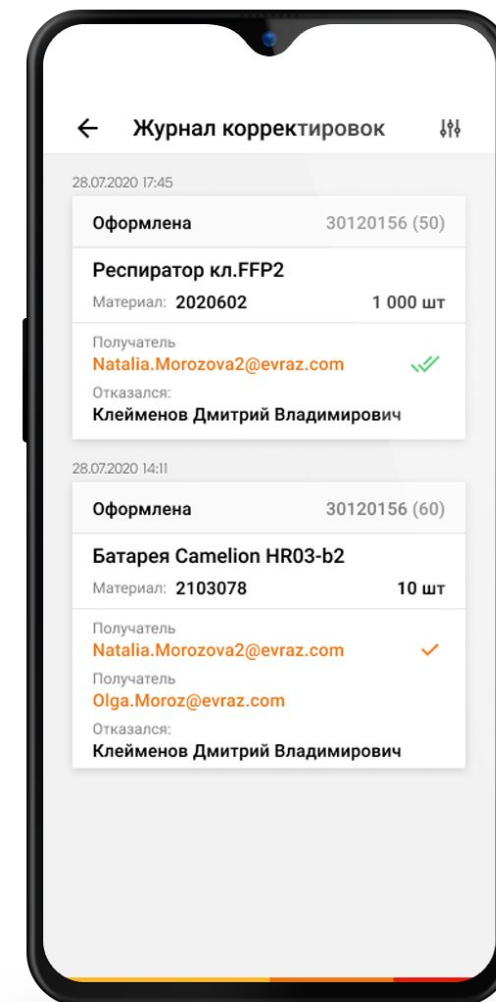 Журнал корректировок
28.07.2020 17:45
Оформлена 30120156 (50)
Респиратор кл.FFP2
Материал: 2020602 1 000 шт
Получатель
Natalia.Morozova2@evraz.com
Отказался:
Клейменов Дмитрий Владимирович
28.07.2020 14:11
Оформлена 30120156 (60)
Батарея Camelion HR03-b2
Материал: 2103078 10 шт
Получатель
Natalia.Morozova2@evraz.com
Получатель
Olga.Moroz@evraz.com
Отказался:
Клейменов Дмитрий Владимирович